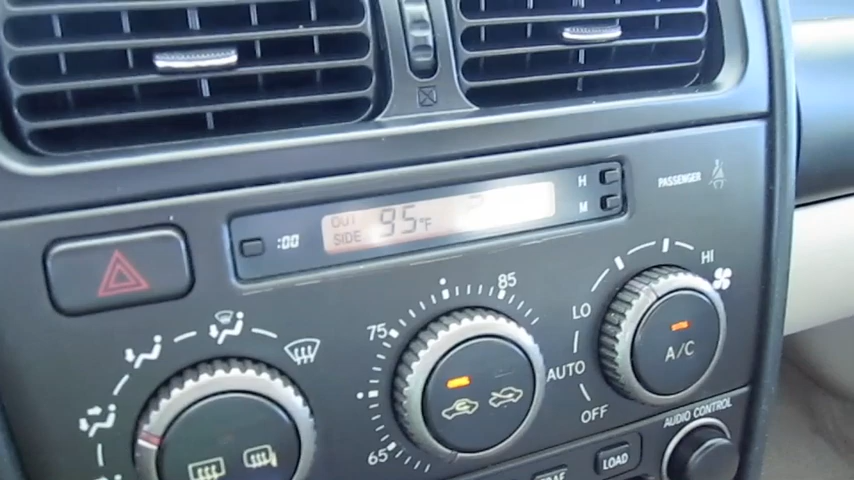 H
M
PASSENGER
:00
OUT
SIDE
95°F
HI
LO
AUTO
OFF
85
75
65
A/C
AUDIO CONTROL
LOAD